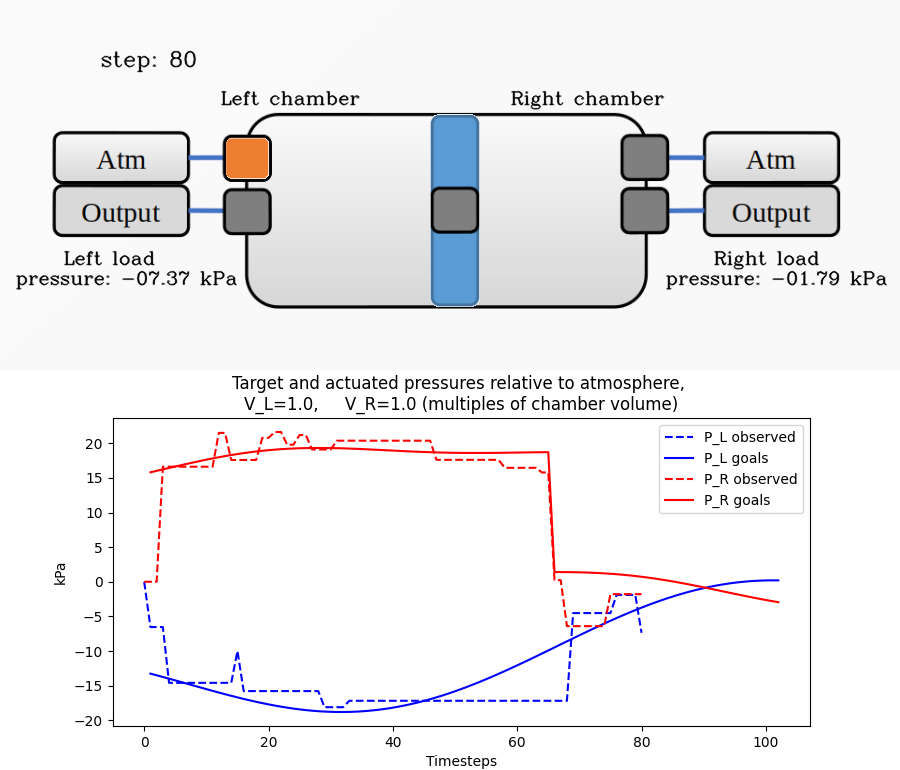 step: 80
Left chamber
Right chamber
Atm
Atm
Output
Output
Left load
pressure: −07.37 kPa
Right load
pressure: −01.79 kPa
Target and actuated pressures relative to atmosphere,
V_L=1.0, V_R=1.0 (multiples of chamber volume)
P_L observed
P_L goals
P_R observed
P_R goals
kPa
20
15
10
5
0
−5
−10
−15
−20
0 20 40 60 80 100
Timesteps